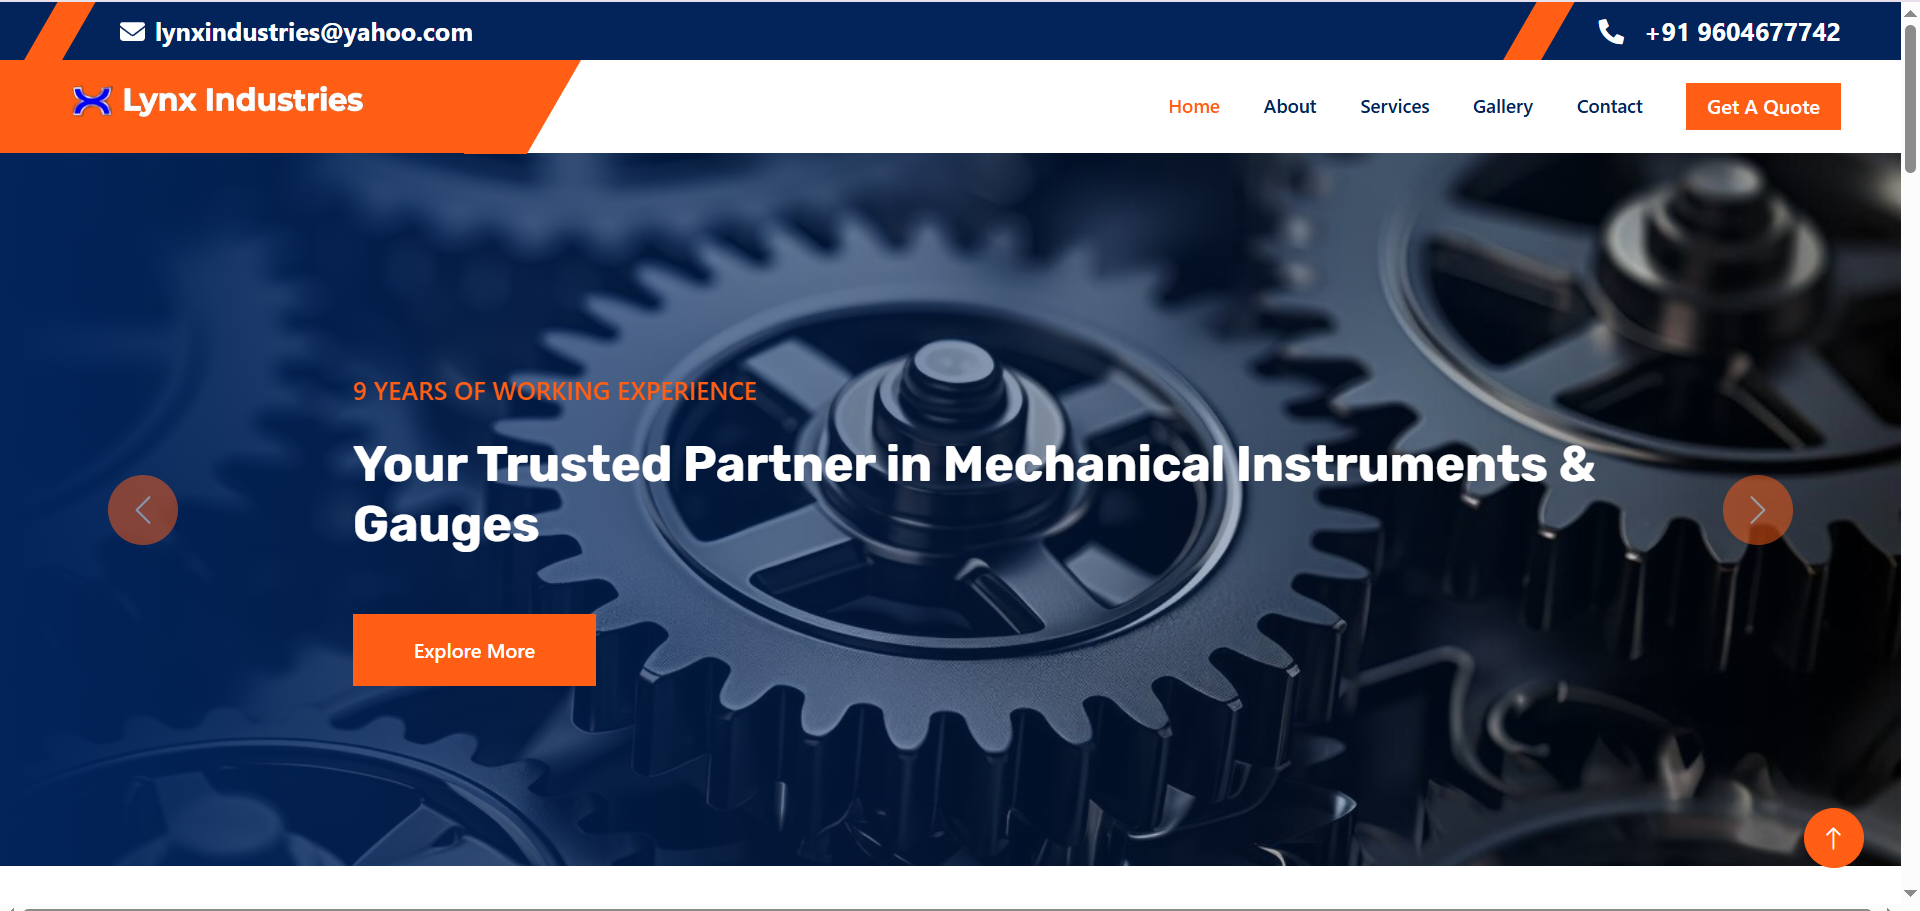 lynxindustries@yahoo.com
+91 9604677742
Lynx Industries
Home
About
Services
Gallery
Contact
Get A Quote
9 YEARS OF WORKING EXPERIENCE
Your Trusted Partner in Mechanical Instruments &
Gauges
Explore More